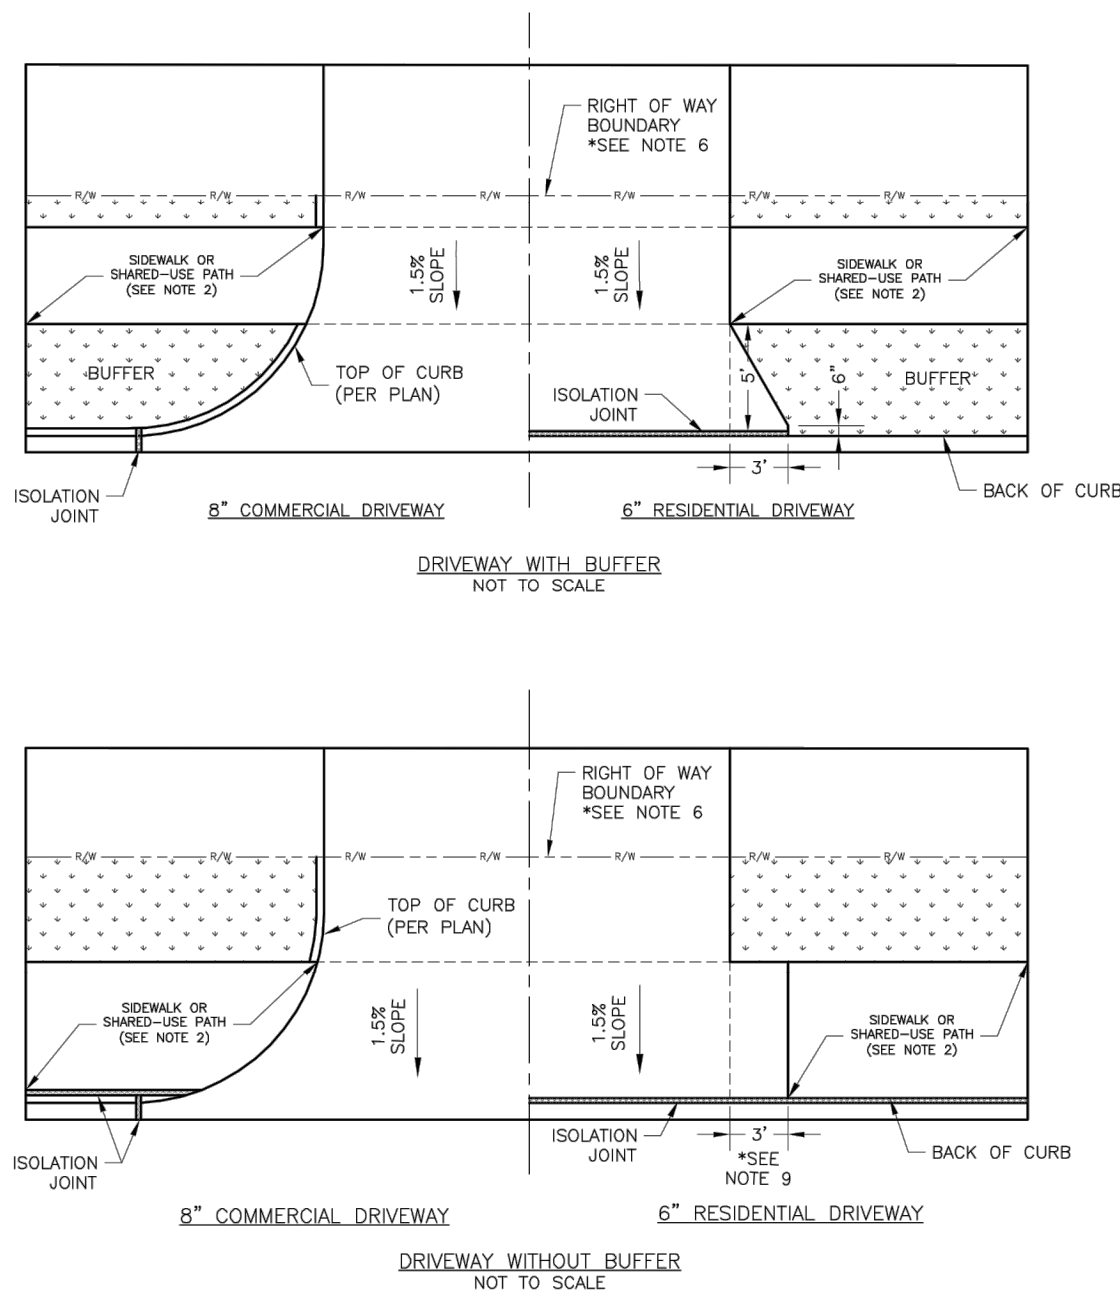 RIGHT OF WAY
BOUNDARY
*SEE NOTE 6
R/W
R/W
R/W
R/W
R/W
R/W
R/W
SIDEWALK OR
SHARED-USE PATH
(SEE NOTE 2)
1.5%
SLOPE
1.5%
SLOPE
SIDEWALK OR
SHARED-USE PATH
(SEE NOTE 2)
BUFFER
TOP OF CURB
(PER PLAN)
ISOLATION
JOINT
5'
6"
BUFFER
3'
ISOLATION
JOINT
BACK OF CURB
8" COMMERCIAL DRIVEWAY
6" RESIDENTIAL DRIVEWAY
DRIVEWAY WITH BUFFER
NOT TO SCALE
RIGHT OF WAY
BOUNDARY
*SEE NOTE 6
R/W
R/W
R/W
R/W
R/W
R/W
R/W
TOP OF CURB
(PER PLAN)
SIDEWALK OR
SHARED-USE PATH
(SEE NOTE 2)
1.5%
SLOPE
1.5%
SLOPE
SIDEWALK OR
SHARED-USE PATH
(SEE NOTE 2)
ISOLATION
JOINT
ISOLATION
JOINT
3'
*SEE
NOTE 9
BACK OF CURB
8" COMMERCIAL DRIVEWAY
6" RESIDENTIAL DRIVEWAY
DRIVEWAY WITHOUT BUFFER
NOT TO SCALE